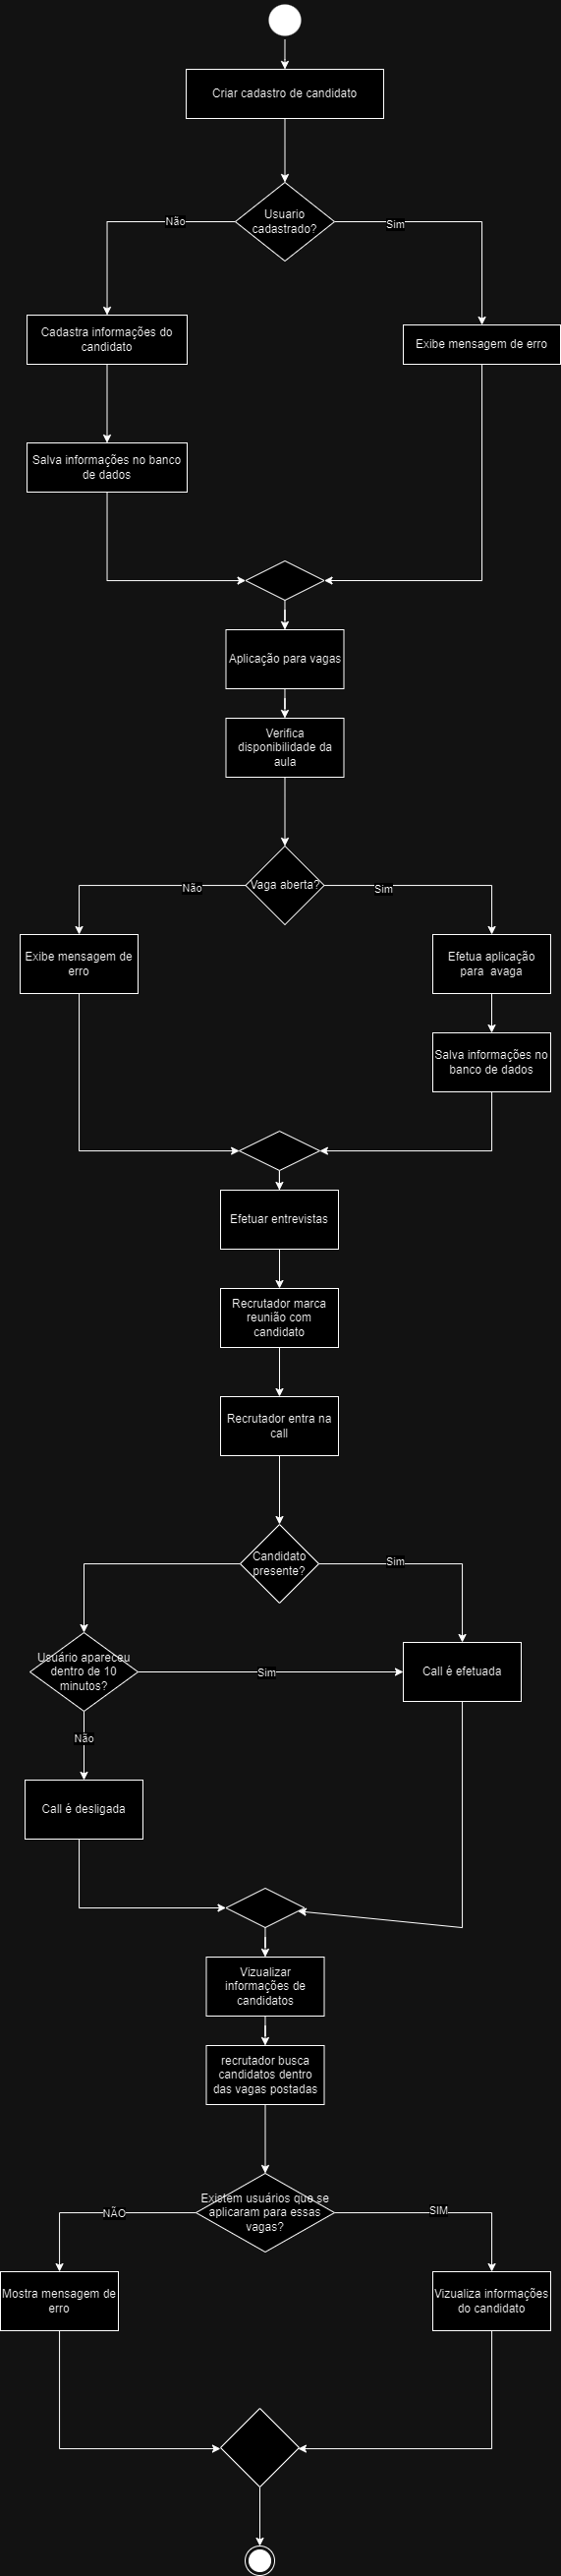 Criar cadastro de candidato
Usuario
cadastrado?
Não
Sim
Cadastra informações do
candidato
Exibe mensagem de erro
Salva informações no banco
de dados
Aplicação para vagas
Verifica
disponibilidade da
aula
Vaga aberta?
Não
Sim
Exibe mensagem de
erro
Efetua aplicação
para  avaga
Salva informações no
banco de dados
Efetuar entrevistas
Recrutador marca
reunião com
candidato
Recrutador entra na
call
Candidato
presente?
Sim
Usuário apareceu
dentro de 10
minutos?
Sim
Call é efetuada
Não
Call é desligada
Vizualizar
informações de
candidatos
recrutador busca
candidatos dentro
das vagas postadas
Existem usuários que se
aplicaram para essas
vagas?
NÃO
SIM
Mostra mensagem de
erro
Vizualiza informações
do candidato